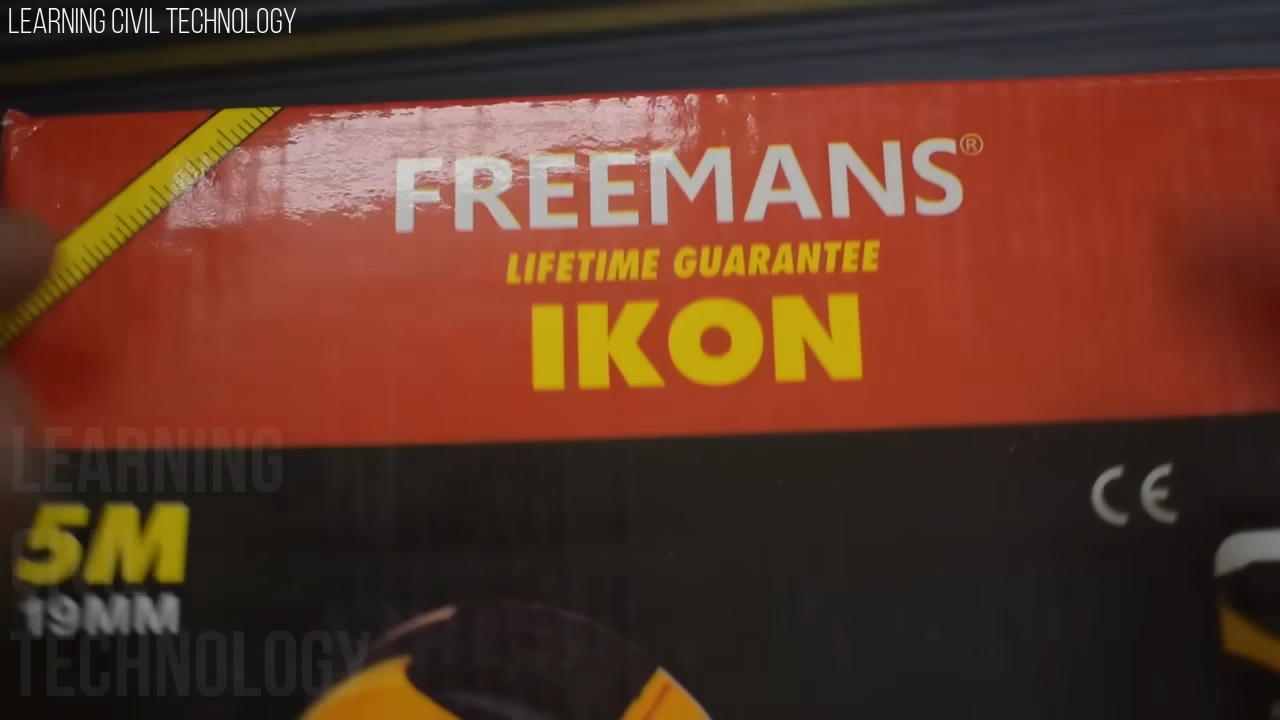 LEARNING CIVIL TECHNOLOGY
FREEMANS®
LIFETIME GUARANTEE
IKON
CE
LEARNING
5M
19MM
TECHNOLOGY